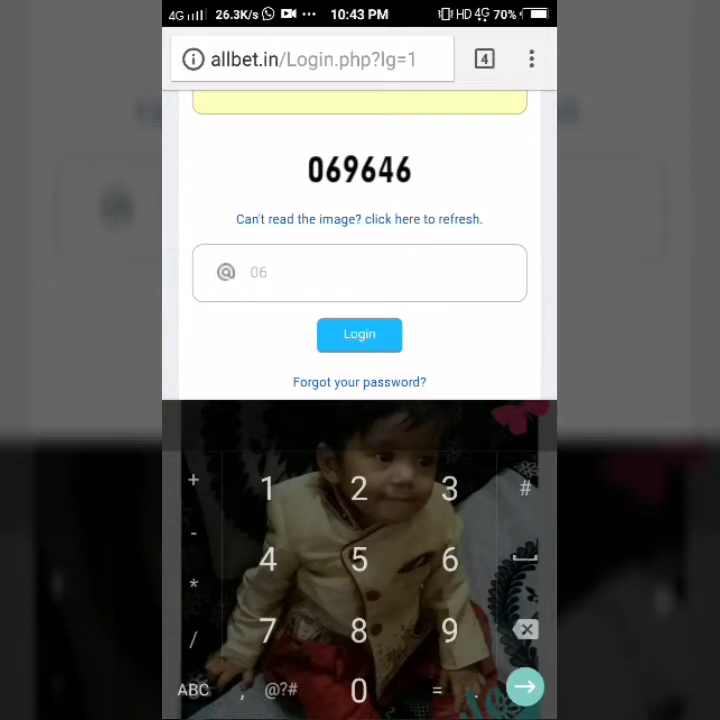 4G 26.3K/s ... 10:43 PM HD 4G 70%
allbet.in/Login.php?lg=1 4
069646
Can't read the image? click here to refresh.
@ 06
Login
Forgot your password?
+ 1 2 3 #
- 4 5 6
*
/ 7 8 9
ABC , @?# 0 = .